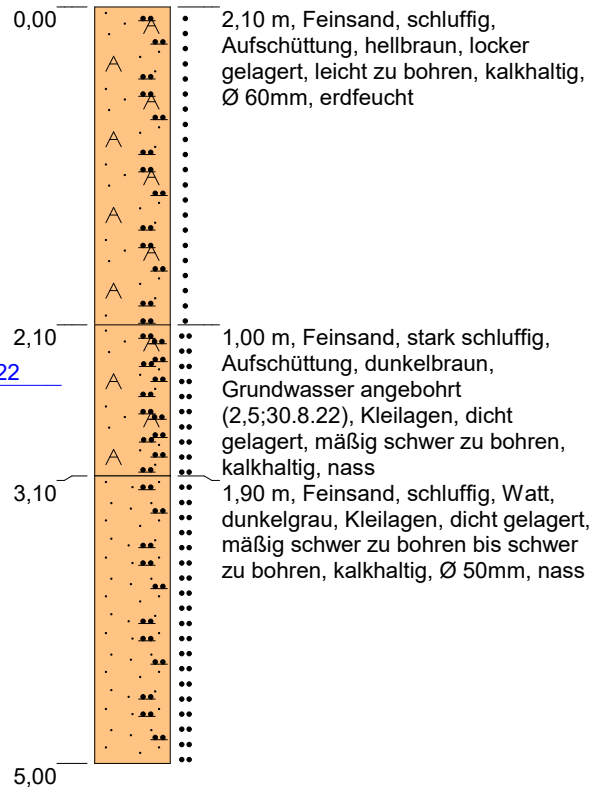 0,00
2,10 m, Feinsand, schluffig,
Aufschüttung, hellbraun, locker
gelagert, leicht zu bohren, kalkhaltig,
Ø 60mm, erdfeucht
2,10
1,00 m, Feinsand, stark schluffig,
Aufschüttung, dunkelbraun,
Grundwasser angebohrt
(2,5;30.8.22), Kleilagen, dicht
gelagert, mäßig schwer zu bohren,
kalkhaltig, nass
22
3,10
1,90 m, Feinsand, schluffig, Watt,
dunkelgrau, Kleilagen, dicht gelagert,
mäßig schwer zu bohren bis schwer
zu bohren, kalkhaltig, Ø 50mm, nass
5,00